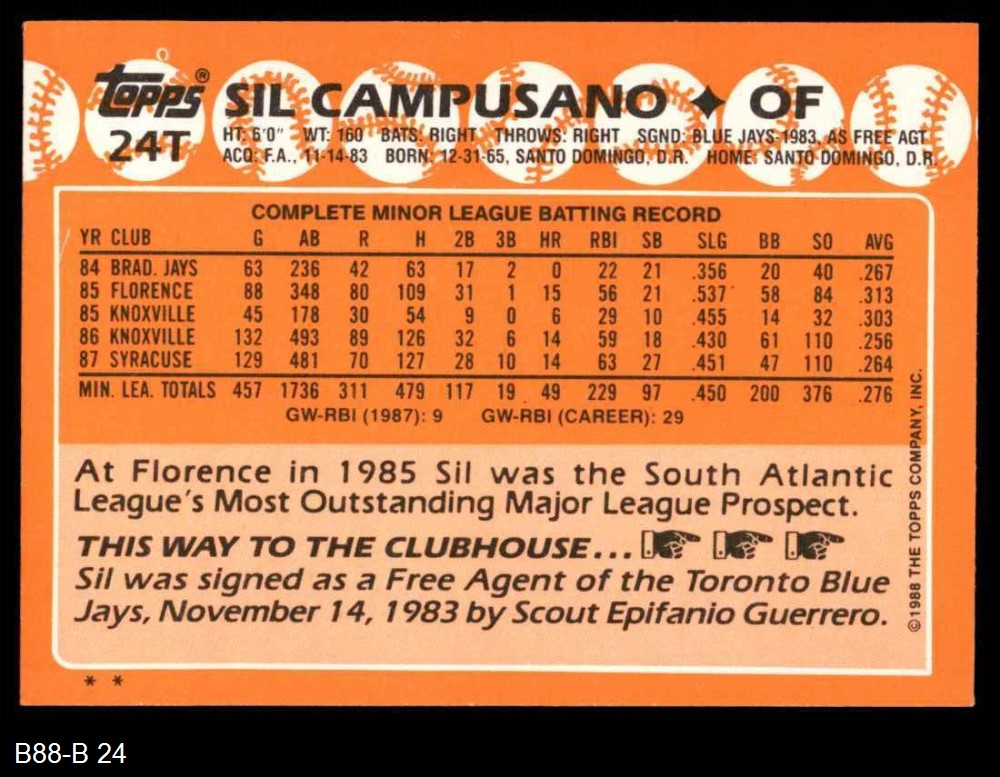 Topps® SIL CAMPUSANO ✦ OF
24T
HT: 6'0" WT: 160 BATS: RIGHT THROWS: RIGHT SGND: BLUE JAYS-1983, AS FREE AGT.
ACQ: F.A., 11-14-83 BORN: 12-31-65, SANTO DOMINGO, D.R. HOME: SANTO DOMINGO, D.R.
COMPLETE MINOR LEAGUE BATTING RECORD
YR CLUB G AB R H 2B 3B HR RBI SB SLG BB SO AVG
84 BRAD. JAYS 63 236 42 63 17 2 0 22 21 .356 20 40 .267
85 FLORENCE 88 348 80 109 31 1 15 56 21 .537 58 84 .313
85 KNOXVILLE 45 178 30 54 9 0 6 29 10 .455 14 32 .303
86 KNOXVILLE 132 493 89 126 32 6 14 59 18 .430 61 110 .256
87 SYRACUSE 129 481 70 127 28 10 14 63 27 .451 47 110 .264
MIN. LEA. TOTALS 457 1736 311 479 117 19 49 229 97 .450 200 376 .276
GW-RBI (1987): 9 GW-RBI (CAREER): 29
At Florence in 1985 Sil was the South Atlantic
League's Most Outstanding Major League Prospect.
THIS WAY TO THE CLUBHOUSE...
Sil was signed as a Free Agent of the Toronto Blue
Jays, November 14, 1983 by Scout Epifanio Guerrero.
©1988 THE TOPPS COMPANY, INC.
* *
B88-B 24